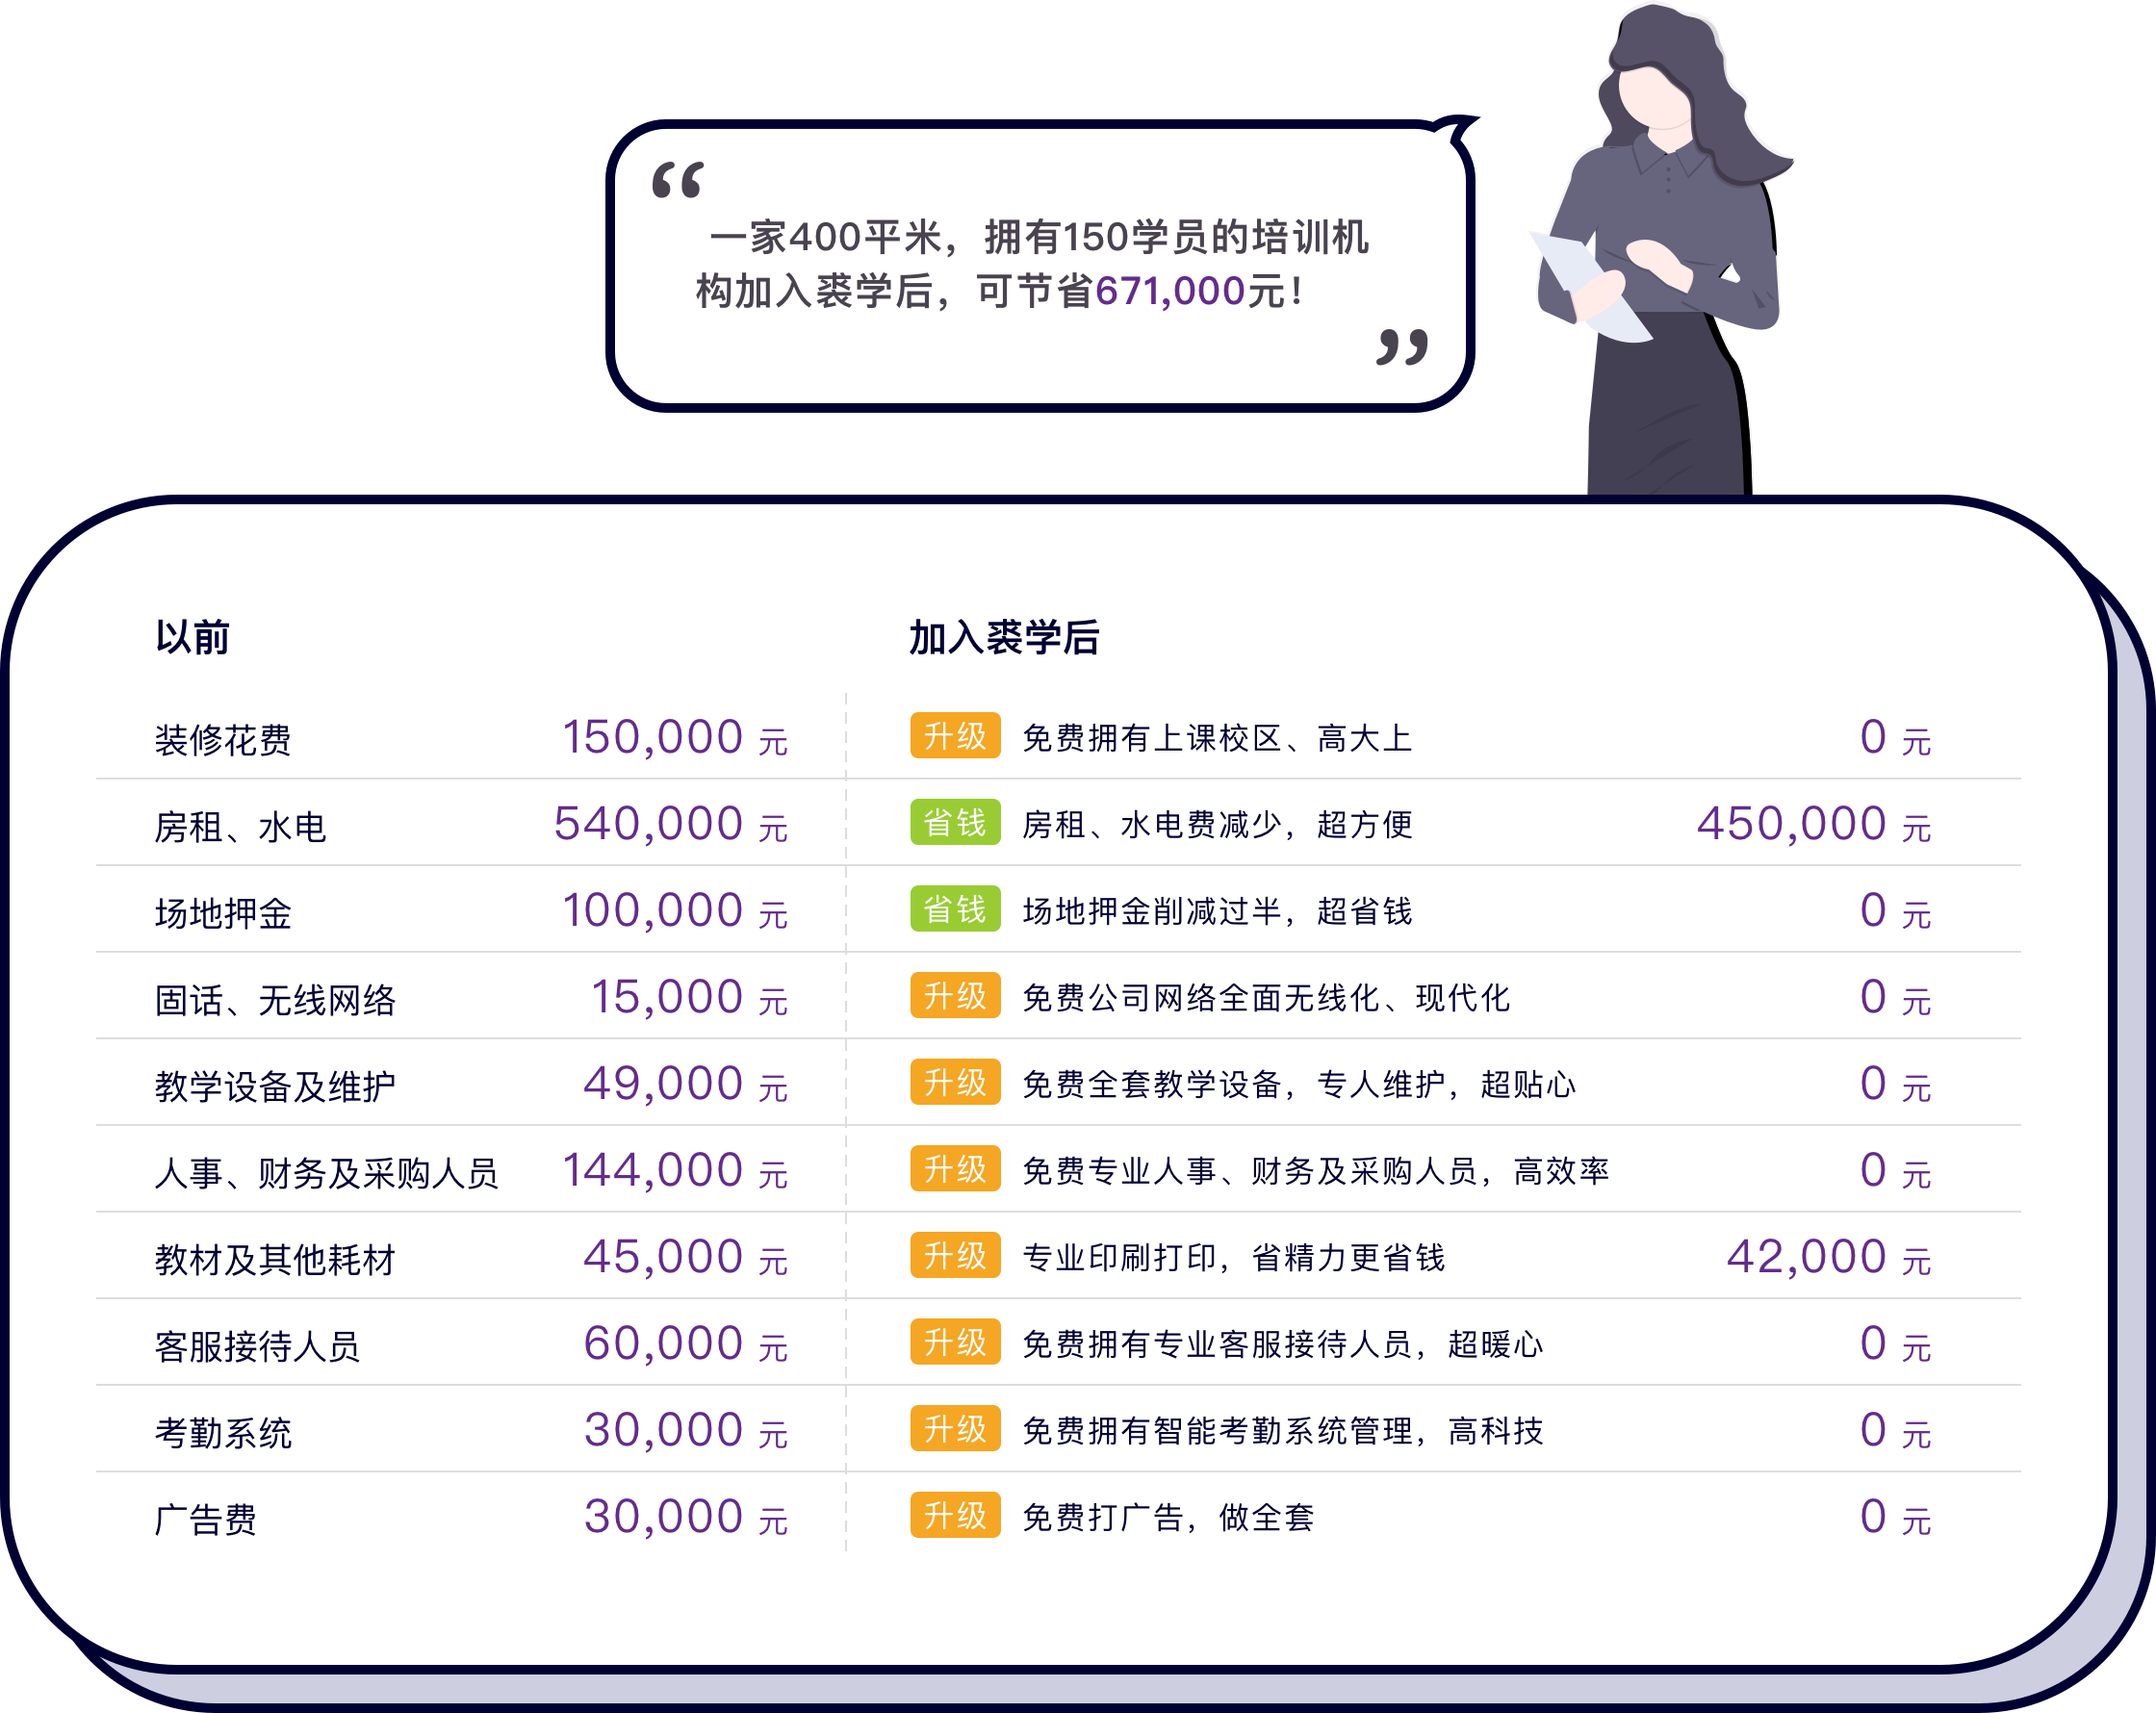 “
一家400平米，拥有150学员的培训机
构加入裘学后，可节省671,000元！
”
以前 加入裘学后
装修花费 150,000 元 升级 免费拥有上课校区、高大上 0 元
房租、水电 540,000 元 省钱 房租、水电费减少，超方便 450,000 元
场地押金 100,000 元 省钱 场地押金削减过半，超省钱 0 元
固话、无线网络 15,000 元 升级 免费公司网络全面无线化、现代化 0 元
教学设备及维护 49,000 元 升级 免费全套教学设备，专人维护，超贴心 0 元
人事、财务及采购人员 144,000 元 升级 免费专业人事、财务及采购人员，高效率 0 元
教材及其他耗材 45,000 元 升级 专业印刷打印，省精力更省钱 42,000 元
客服接待人员 60,000 元 升级 免费拥有专业客服接待人员，超暖心 0 元
考勤系统 30,000 元 升级 免费拥有智能考勤系统管理，高科技 0 元
广告费 30,000 元 升级 免费打广告，做全套 0 元